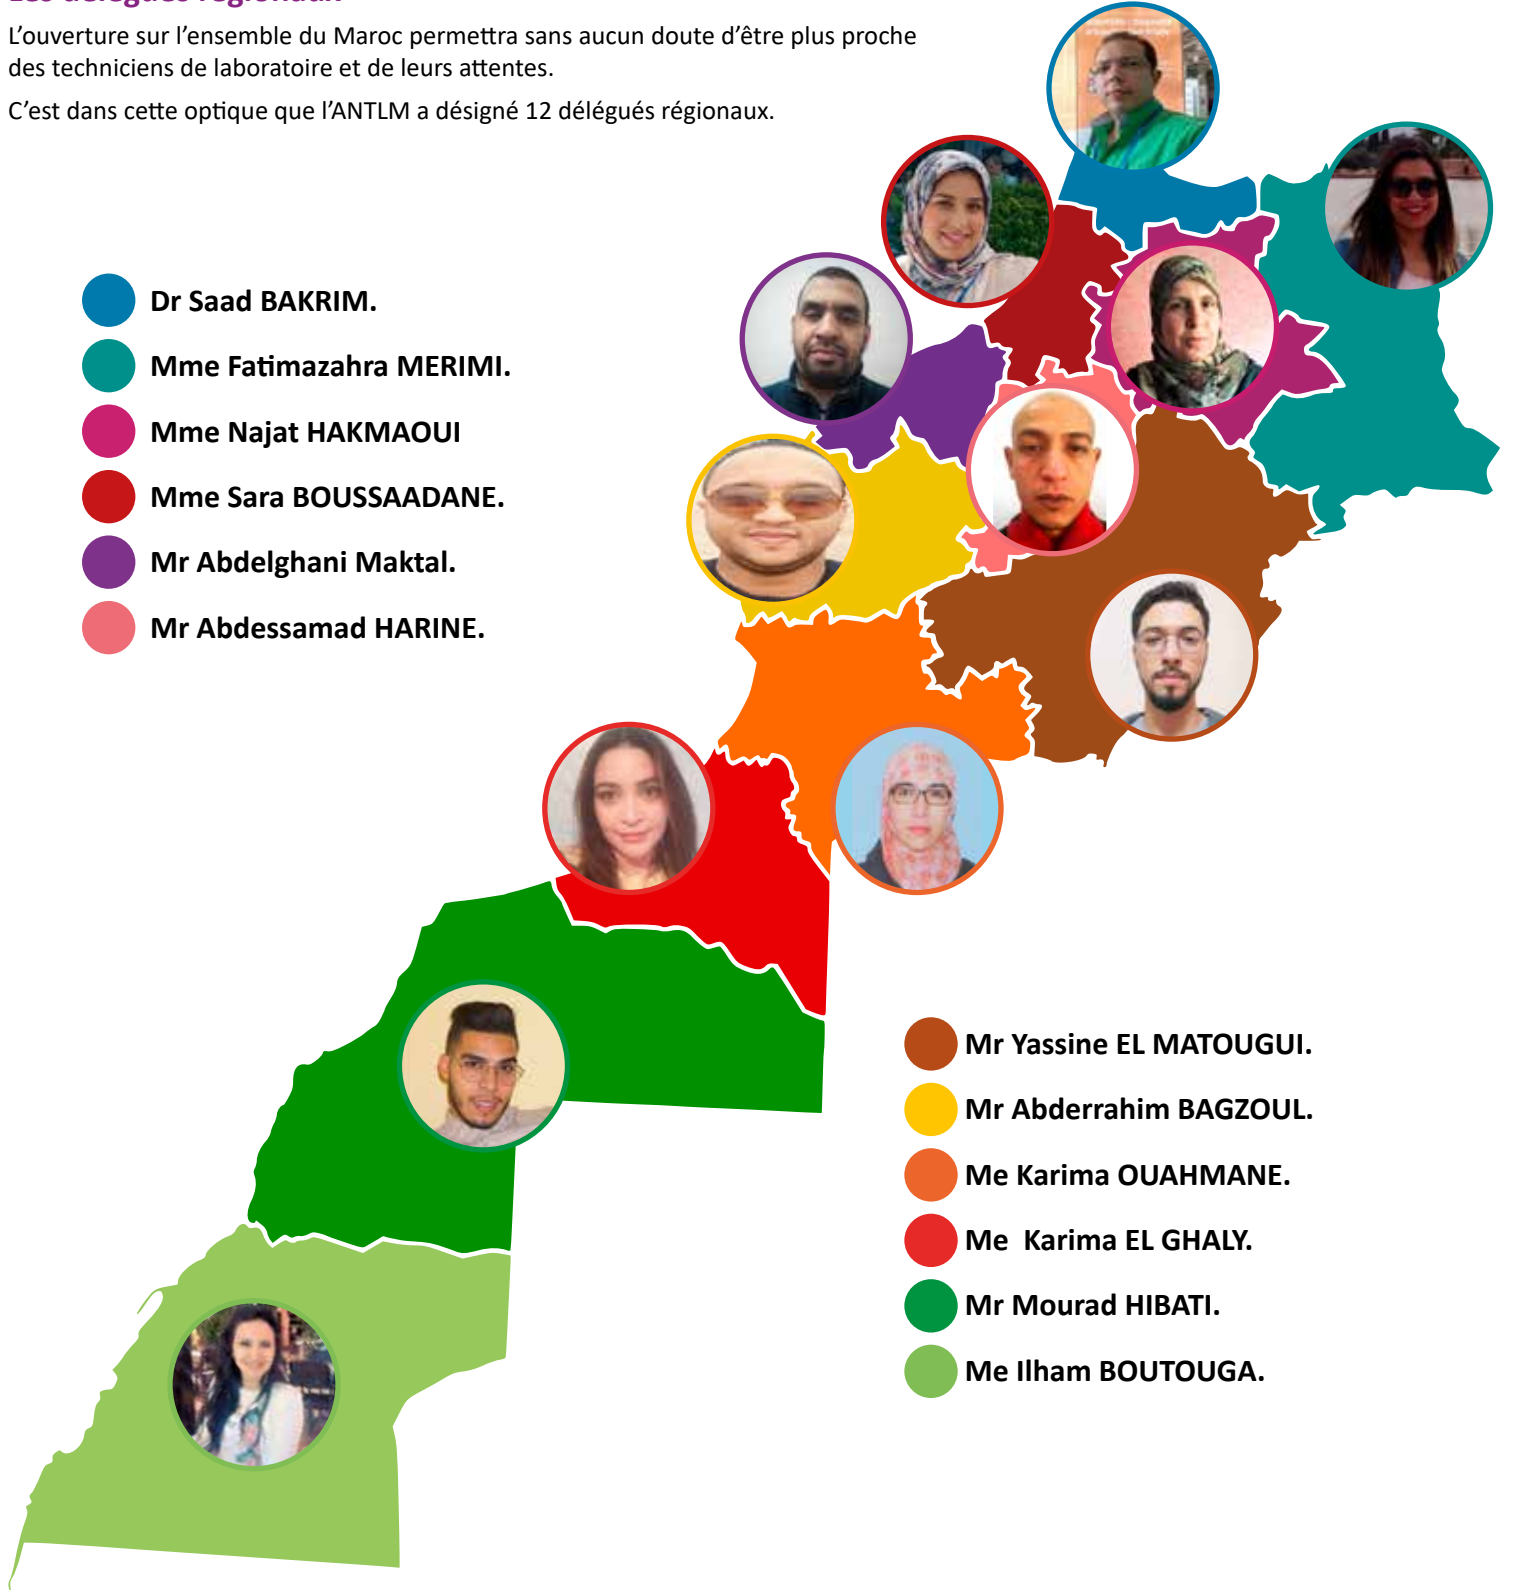 Les délégués régionaux
L'ouverture sur l'ensemble du Maroc permettra sans aucun doute d'être plus proche
des techniciens de laboratoire et de leurs attentes.
C'est dans cette optique que l'ANTLM a désigné 12 délégués régionaux.
Dr Saad BAKRIM.
Mme Fatimazahra MERIMI.
Mme Najat HAKMAOUI
Mme Sara BOUSSAADANE.
Mr Abdelghani Maktal.
Mr Abdessamad HARINE.
Mr Yassine EL MATOUGUI.
Mr Abderrahim BAGZOUL.
Me Karima OUAHMANE.
Me Karima EL GHALY.
Mr Mourad HIBATI.
Me Ilham BOUTOUGA.